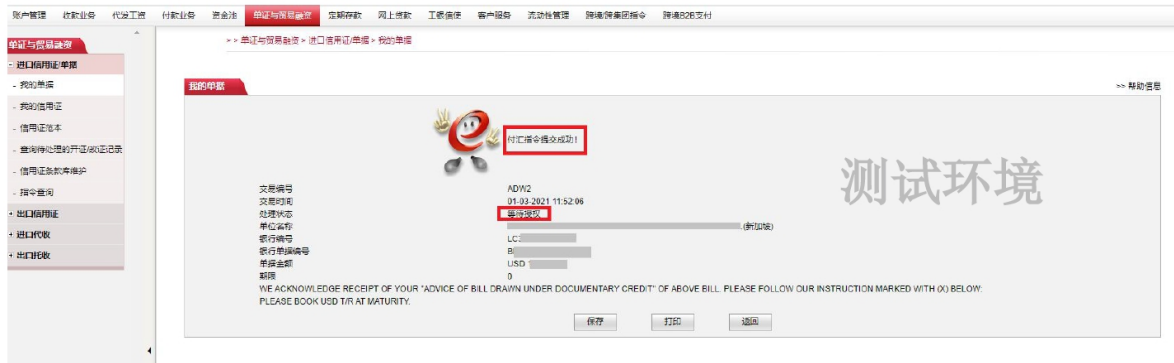 账户管理 收款业务 代发工资 付款业务 资金池 单证与贸易融资 定期存款 网上贷款 工银信使 客户服务 流动性管理 跨境/跨集团指令 跨境B2B支付
单证与贸易融资
>> 单证与贸易融资 > 进口信用证/单据 > 我的单据
- 进口信用证/单据
- 我的单据
- 我的信用证
- 信用证范本
- 查询待处理的开证/改证记录
- 信用证条款库维护
- 指令查询
+ 出口信用证
+ 进口代收
+ 出口托收
我的单据 >> 帮助信息
付汇指令提交成功!
测试环境
交易编号 ADW2
交易时间 01-03-2021 11:52:06
处理状态 等待授权
单位名称 .(新加坡)
银行编号 LC
银行单据编号 B
单据金额 USD
期限 0
WE ACKNOWLEDGE RECEIPT OF YOUR "ADVICE OF BILL DRAWN UNDER DOCUMENTARY CREDIT" OF ABOVE BILL. PLEASE FOLLOW OUR INSTRUCTION MARKED WITH (X) BELOW:
PLEASE BOOK USD T/R AT MATURITY.
保存 打印 返回